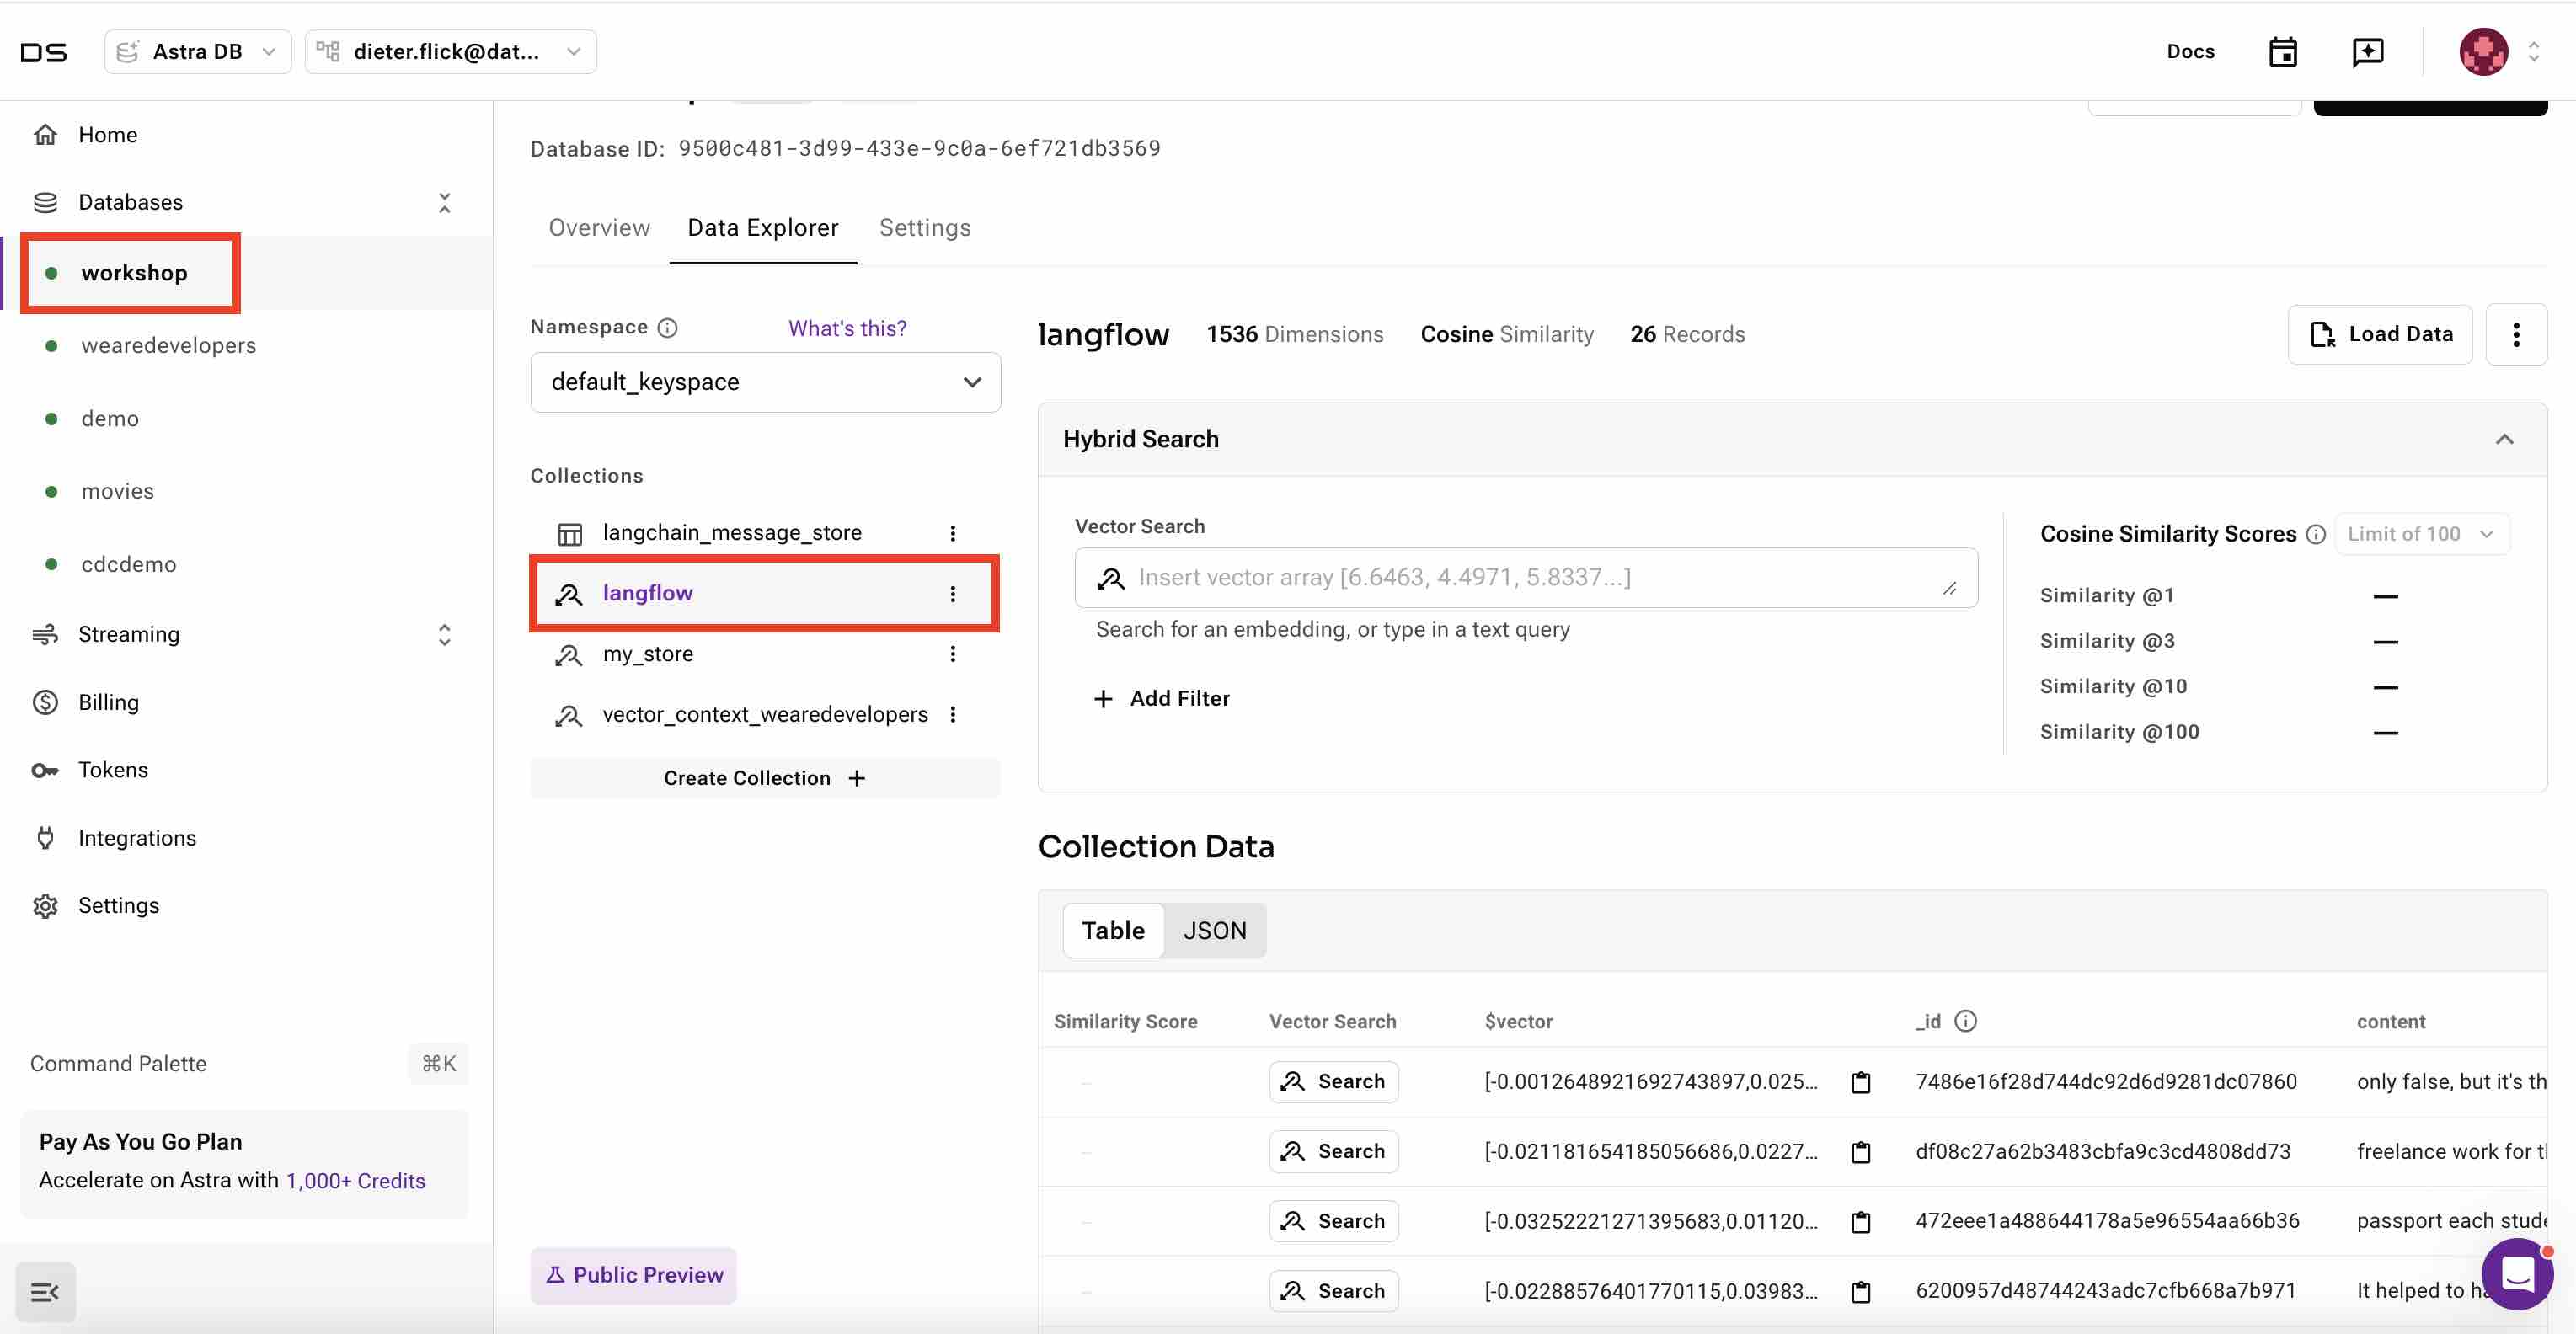 DS
Astra DB
dieter.flick@dat...
Docs
Home
Databases
workshop
wearedevelopers
demo
movies
cdcdemo
Streaming
Billing
Tokens
Integrations
Settings
Command Palette
⌘K
Pay As You Go Plan
Accelerate on Astra with 1,000+ Credits
Database ID: 9500c481-3d99-433e-9c0a-6ef721db3569
Overview
Data Explorer
Settings
Namespace
What's this?
default_keyspace
Collections
langchain_message_store
langflow
my_store
vector_context_wearedevelopers
Create Collection +
Public Preview
langflow
1536 Dimensions
Cosine Similarity
26 Records
Load Data
Hybrid Search
Vector Search
Insert vector array [6.6463, 4.4971, 5.8337...]
Search for an embedding, or type in a text query
+ Add Filter
Cosine Similarity Scores
Limit of 100
Similarity @1 —
Similarity @3 —
Similarity @10 —
Similarity @100 —
Collection Data
Table
JSON
Similarity Score Vector Search $vector _id content
– Search [-0.0012648921692743897,0.025... 7486e16f28d744dc92d6d9281dc07860 only false, but it's th
– Search [-0.021181654185056686,0.0227... df08c27a62b3483cbfa9c3cd4808dd73 freelance work for t
– Search [-0.03252221271395683,0.01120... 472eee1a488644178a5e96554aa66b36 passport each stude
– Search [-0.02288576401770115,0.03983... 6200957d48744243adc7cfb668a7b971 It helped to